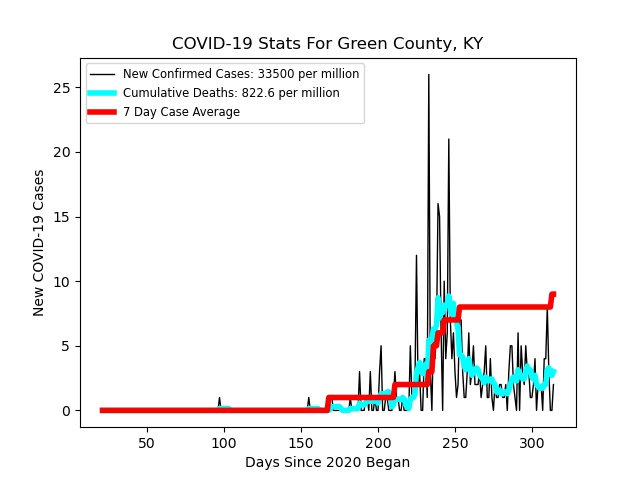 COVID-19 Stats For Green County, KY
New Confirmed Cases: 33500 per million
Cumulative Deaths: 822.6 per million
7 Day Case Average
New COVID-19 Cases
25
20
15
10
5
0
50 100 150 200 250 300
Days Since 2020 Began